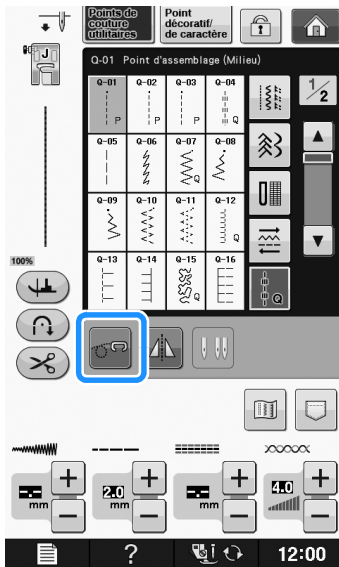 Points de
couture
utilitaires
Point
décoratif/
de caractère
J
Q-01 Point d'assemblage (Milieu)
Q-01 Q-02 Q-03 Q-04
P P Q
1/2
Q-05 Q-06 Q-07 Q-08
Q
Q-09 Q-10 Q-11 Q-12
Q
100%
Q-13 Q-14 Q-15 Q-16
Q
Q
-.- + 2.0 + -.- + 4.0 +
mm – mm – mm – –
? 12:00